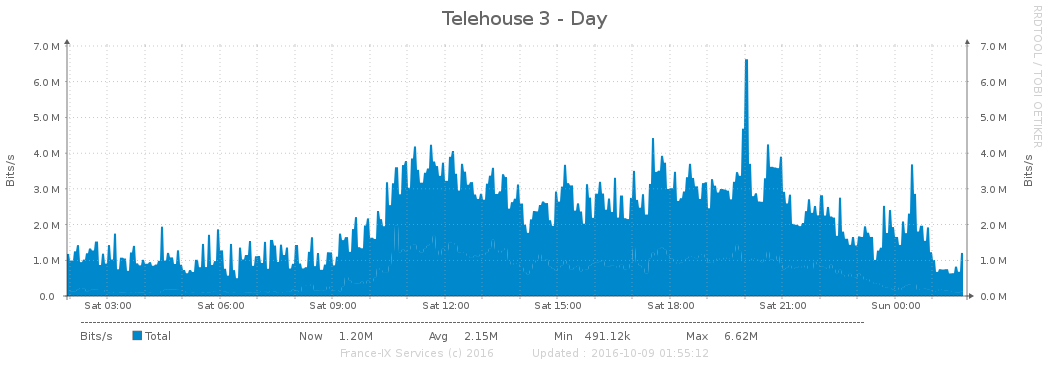 Telehouse 3 - Day
RRDTOOL / TOBI OETIKER
Bits/s
7.0 M 7.0 M
6.0 M 6.0 M
5.0 M 5.0 M
4.0 M 4.0 M
3.0 M 3.0 M
2.0 M 2.0 M
1.0 M 1.0 M
0.0 0.0 M
Bits/s
Sat 03:00 Sat 06:00 Sat 09:00 Sat 12:00 Sat 15:00 Sat 18:00 Sat 21:00 Sun 00:00
Bits/s Total Now 1.20M Avg 2.15M Min 491.12k Max 6.62M
France-IX Services (c) 2016 Updated : 2016-10-09 01:55:12